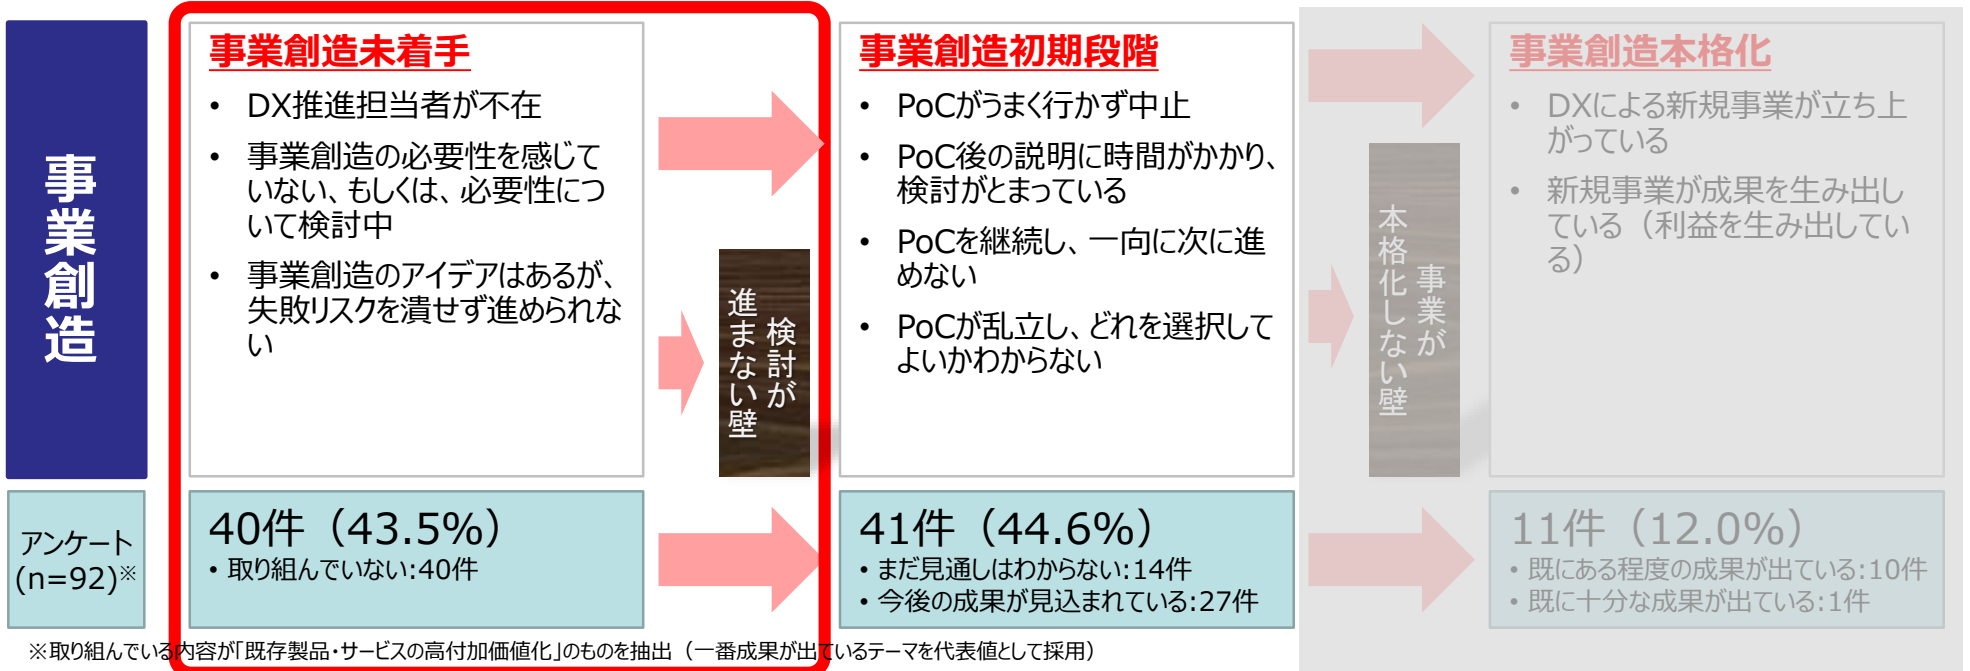 事業創造
事業創造未着手
• DX推進担当者が不在
• 事業創造の必要性を感じて
いない、もしくは、必要性につ
いて検討中
• 事業創造のアイデアはあるが、
失敗リスクを潰せず進められな
い
検討が
進まない壁
事業創造初期段階
• PoCがうまく行かず中止
• PoC後の説明に時間がかかり、
検討がとまっている
• PoCを継続し、一向に次に進
めない
• PoCが乱立し、どれを選択して
よいかわからない
事業が
本格化しない壁
事業創造本格化
• DXによる新規事業が立ち上
がっている
• 新規事業が成果を生み出し
ている（利益を生み出してい
る）
アンケート
(n=92)※
40件（43.5%）
• 取り組んでいない:40件
41件（44.6%）
• まだ見通しはわからない:14件
• 今後の成果が見込まれている:27件
11件（12.0%）
• 既にある程度の成果が出ている:10件
• 既に十分な成果が出ている:1件
※取り組んでいる内容が「既存製品・サービスの高付加価値化」のものを抽出（一番成果が出ているテーマを代表値として採用）